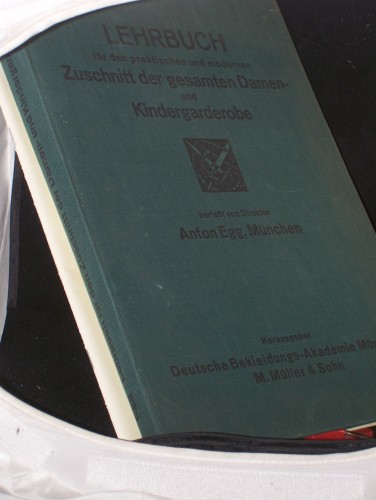 LEHRBUCH
für den praktischen und modernen
Zuschnitt der gesamten Damen-
und
Kindergarderobe
Verfaßt von Direktor
Anton Egg, München
Herausgeber
Deutsche Bekleidungs-Akademie Mün
M. Müller & Sohn